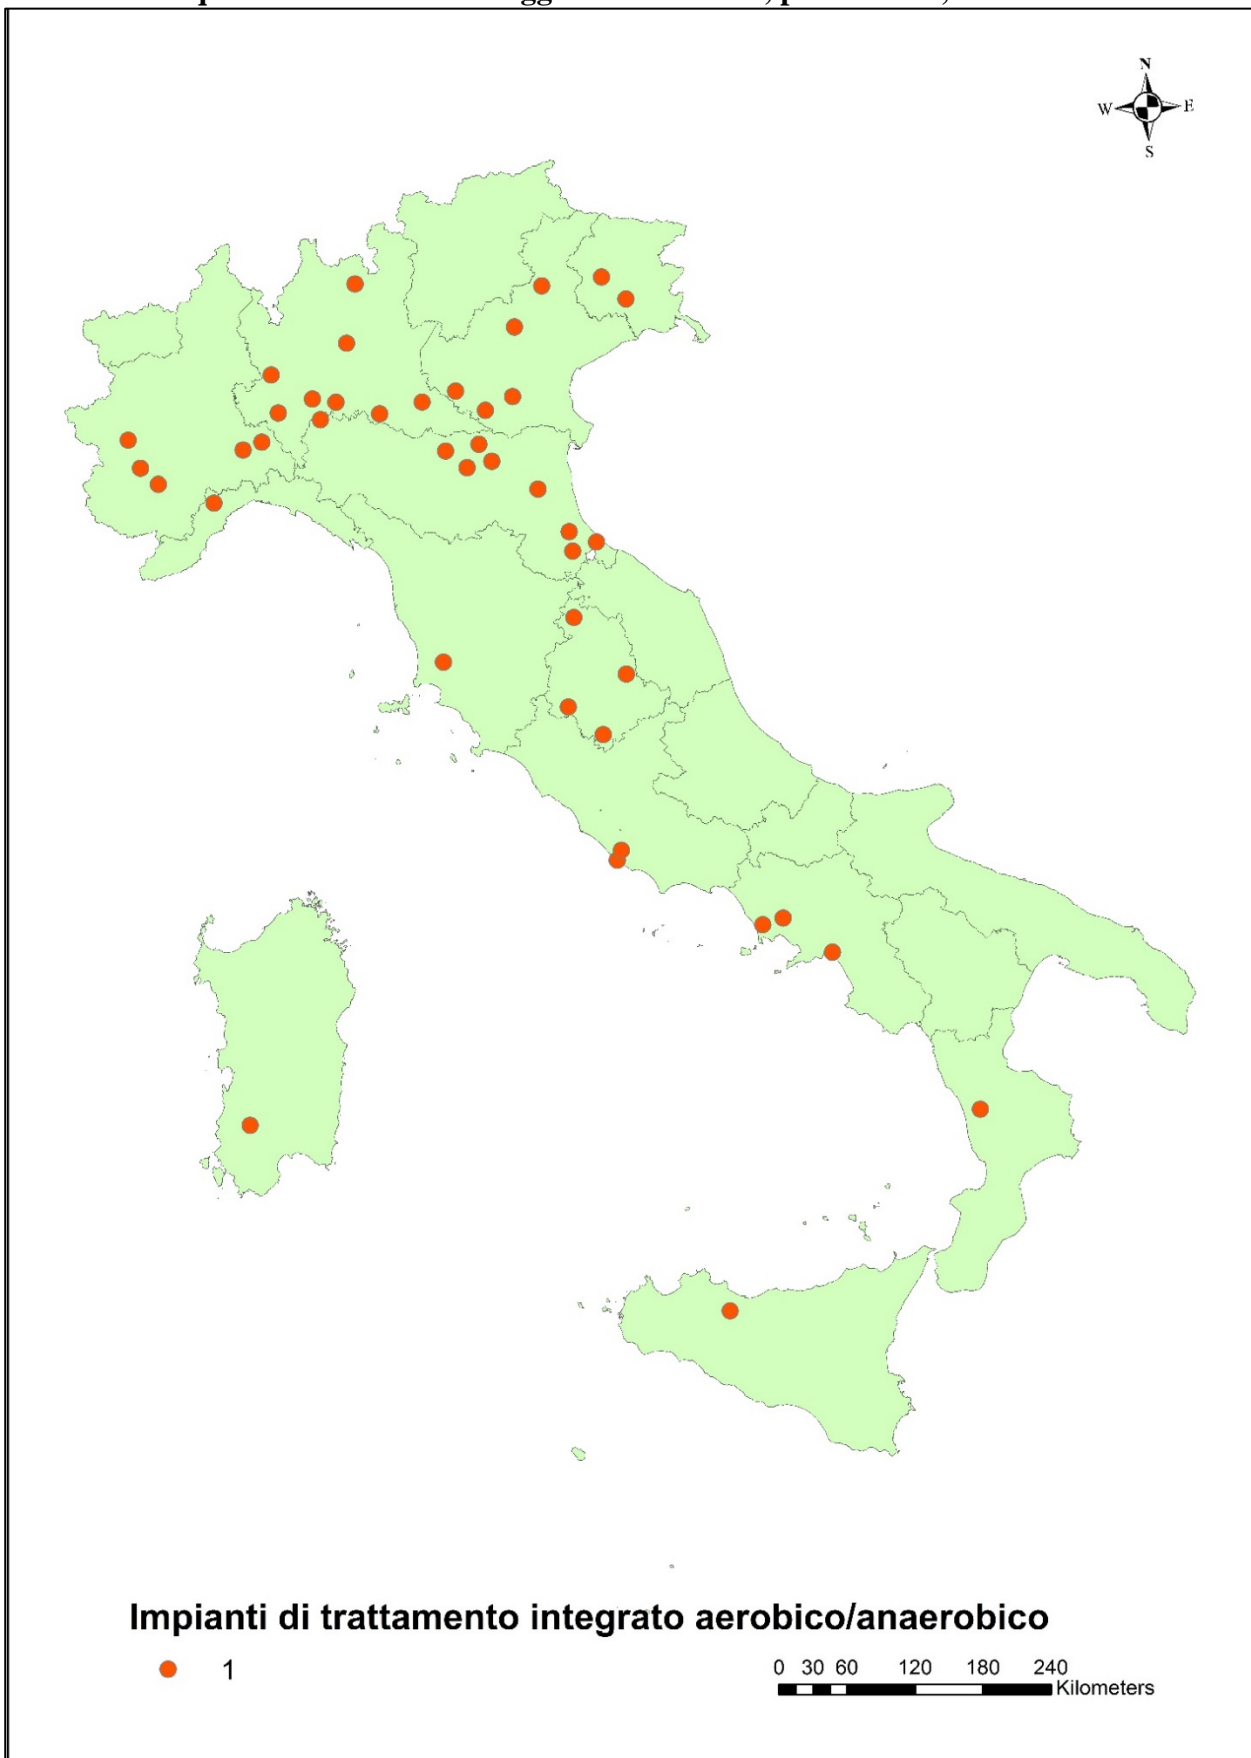 N
W E
S
Impianti di trattamento integrato aerobico/anaerobico
1
0 30 60 120 180 240
Kilometers